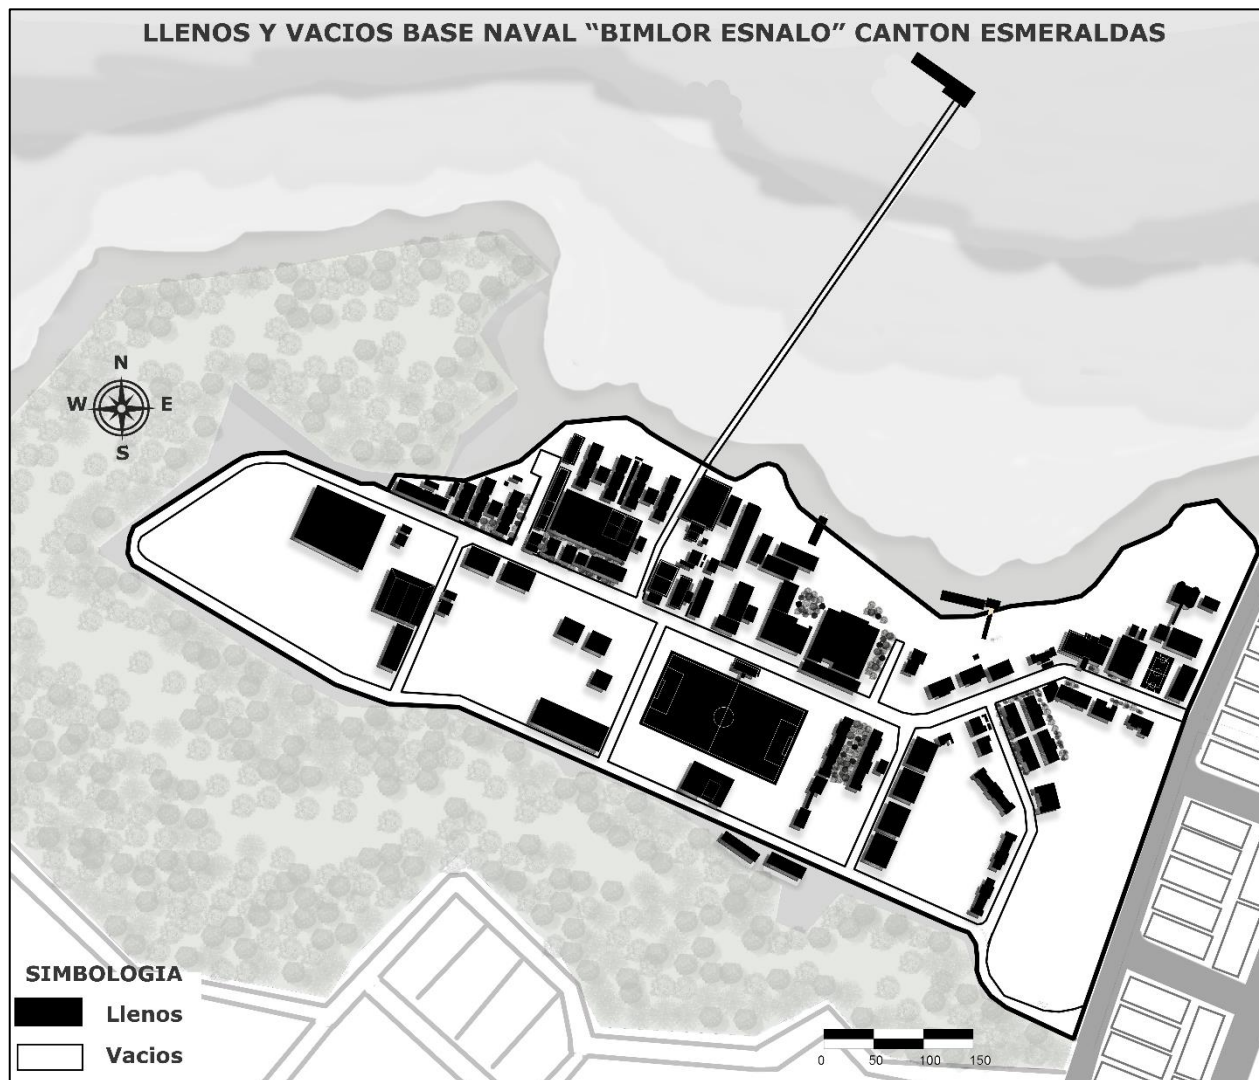 LLENOS Y VACIOS BASE NAVAL “BIMLOR ESNALO” CANTON ESMERALDAS
N
W E
S
SIMBOLOGIA
Llenos
Vacios
0 50 100 150